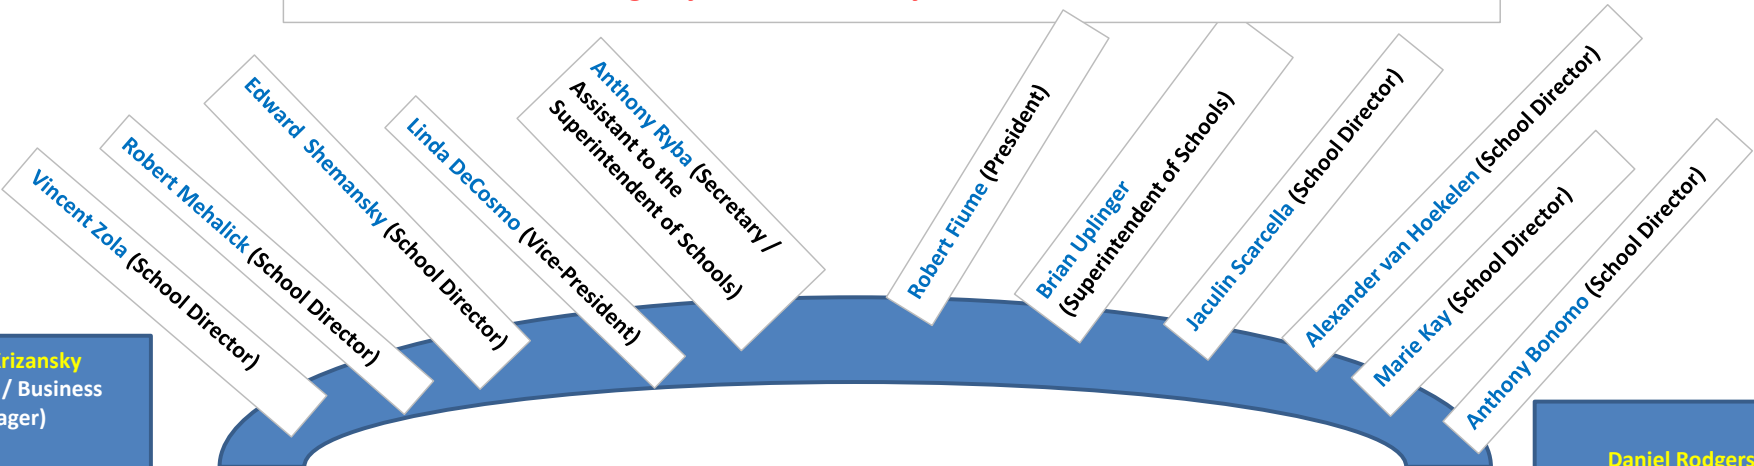 Vincent Zola (School Director)
Robert Mehalick (School Director)
Edward Shemansky (School Director)
Linda DeCosmo (Vice-President)
Anthony Ryba (Secretary /
Assistant to the
Superintendent of Schools)
Robert Fiume (President)
Brian Uplinger
(Superintendent of Schools)
Jaculin Scarcella (School Director)
Alexander van Hoekelen (School Director)
Marie Kay (School Director)
Anthony Bonomo (School Director)
/ Business
Daniel Rodgers